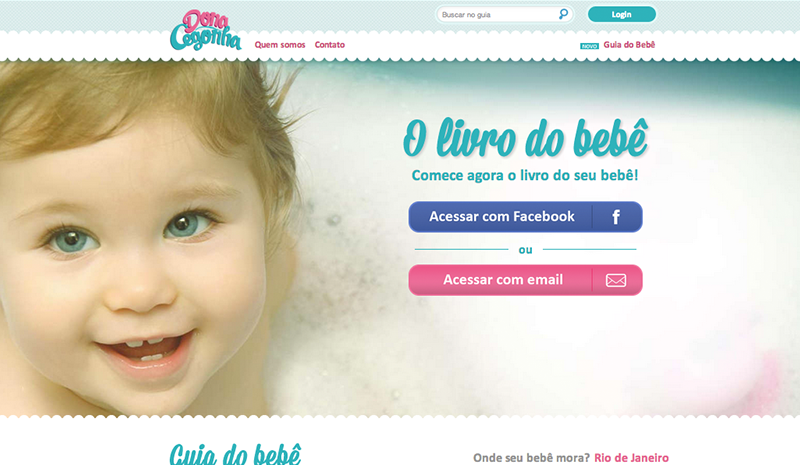 Dona
Cegonha
Quem somos
Contato
Buscar no guia
Login
NOVO Guia do Bebê
O livro do bebê
Comece agora o livro do seu bebê!
Acessar com Facebook f
ou
Acessar com email
Guia do bebê
Onde seu bebê mora? Rio de Janeiro